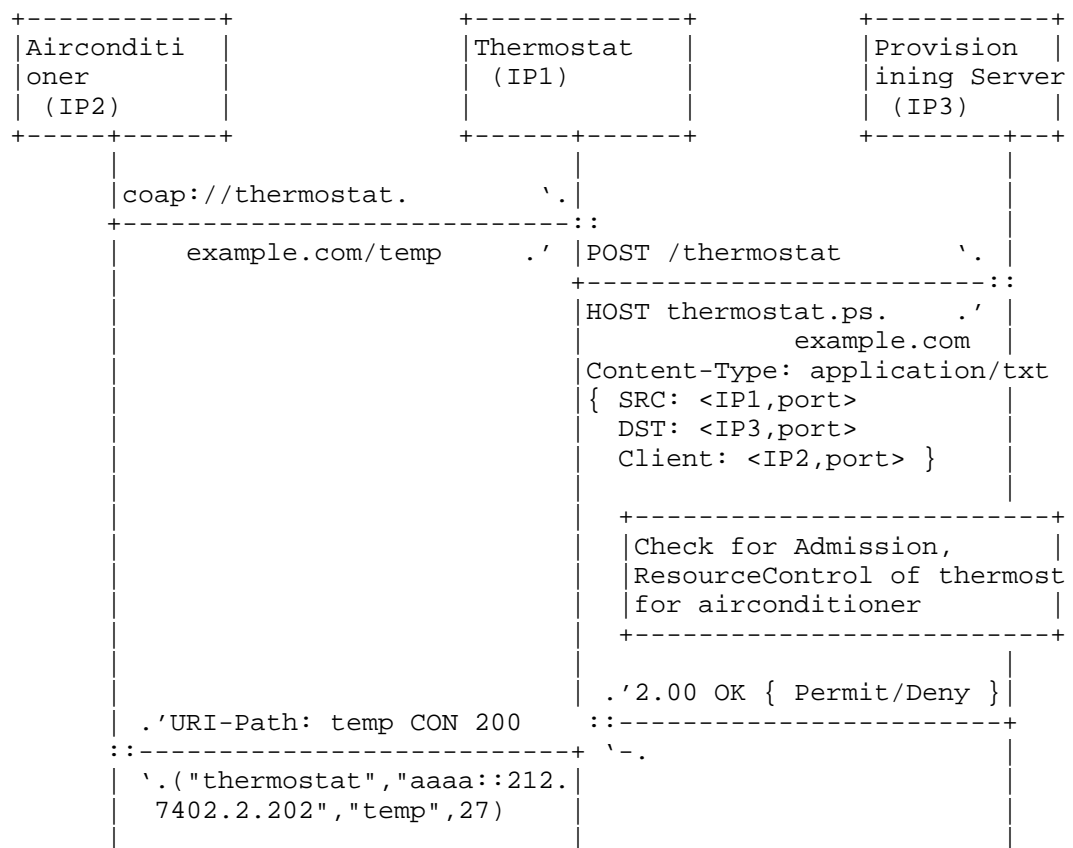 Airconditi Thermostat Provision
oner (IP1) ining Server
(IP2) (IP3)
coap://thermostat.
example.com/temp POST /thermostat
HOST thermostat.ps.
example.com
Content-Type: application/txt
{ SRC: <IP1,port>
DST: <IP3,port>
Client: <IP2,port> }
Check for Admission,
ResourceControl of thermost
for airconditioner
2.00 OK { Permit/Deny }
URI-Path: temp CON 200
("thermostat","aaaa::212.
7402.2.202","temp",27)